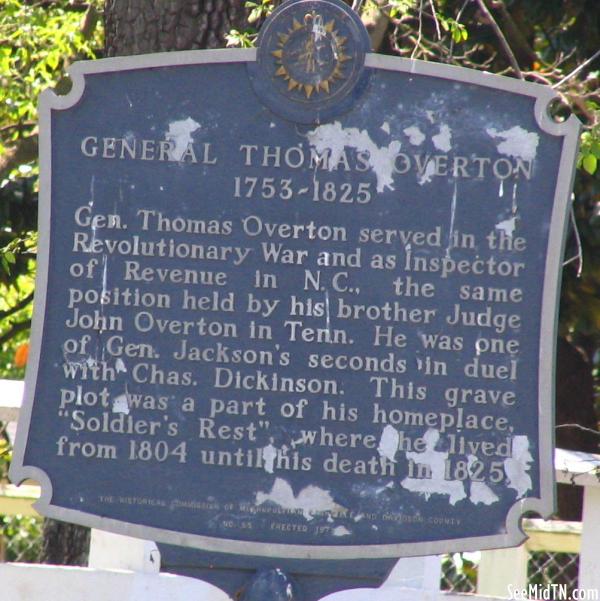 GENERAL THOMAS OVERTON
1753-1825
Gen. Thomas Overton served in the
Revolutionary War and as Inspector
of Revenue in N.C., the same
position held by his brother Judge
John Overton in Tenn. He was one
of Gen. Jackson's seconds in duel
with Chas. Dickinson. This grave
plot was a part of his homeplace,
"Soldier's Rest", where he lived
from 1804 until his death in 1825.
THE HISTORICAL COMMISSION OF METROPOLITAN NASHVILLE AND DAVIDSON COUNTY
NO. 55 ERECTED
SeeMidTN.com